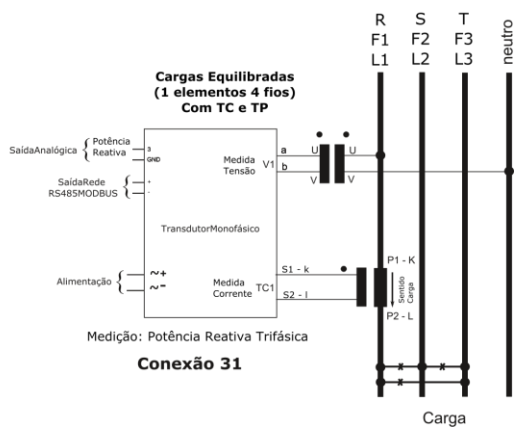 R S T
F1 F2 F3
L1 L2 L3
neutro
Cargas Equilibradas
(1 elementos 4 fios)
Com TC e TP
SaídaAnalógica { Potência Reativa
3
GND
SaídaRede
RS485MODBUS
+
-
Medida
Tensão
V1
a
b
U U
V V
TransdutorMonofásico
Alimentação
~+
~-
Medida
Corrente
TC1
S1 - k
S2 - l
P1 - K
Sentido
Carga
P2 - L
Medição: Potência Reativa Trifásica
Conexão 31
Carga